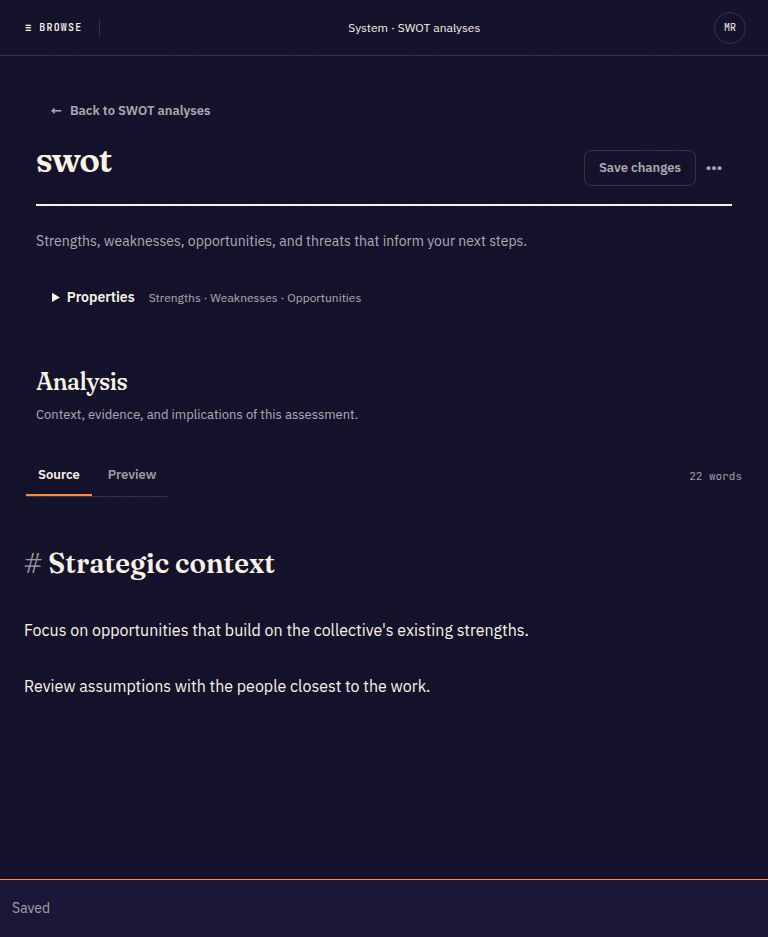 ≡ BROWSE
System · SWOT analyses
MR
← Back to SWOT analyses
swot
Save changes
•••
Strengths, weaknesses, opportunities, and threats that inform your next steps.
▶ Properties Strengths · Weaknesses · Opportunities
Analysis
Context, evidence, and implications of this assessment.
Source Preview
22 words
# Strategic context
Focus on opportunities that build on the collective's existing strengths.
Review assumptions with the people closest to the work.
Saved